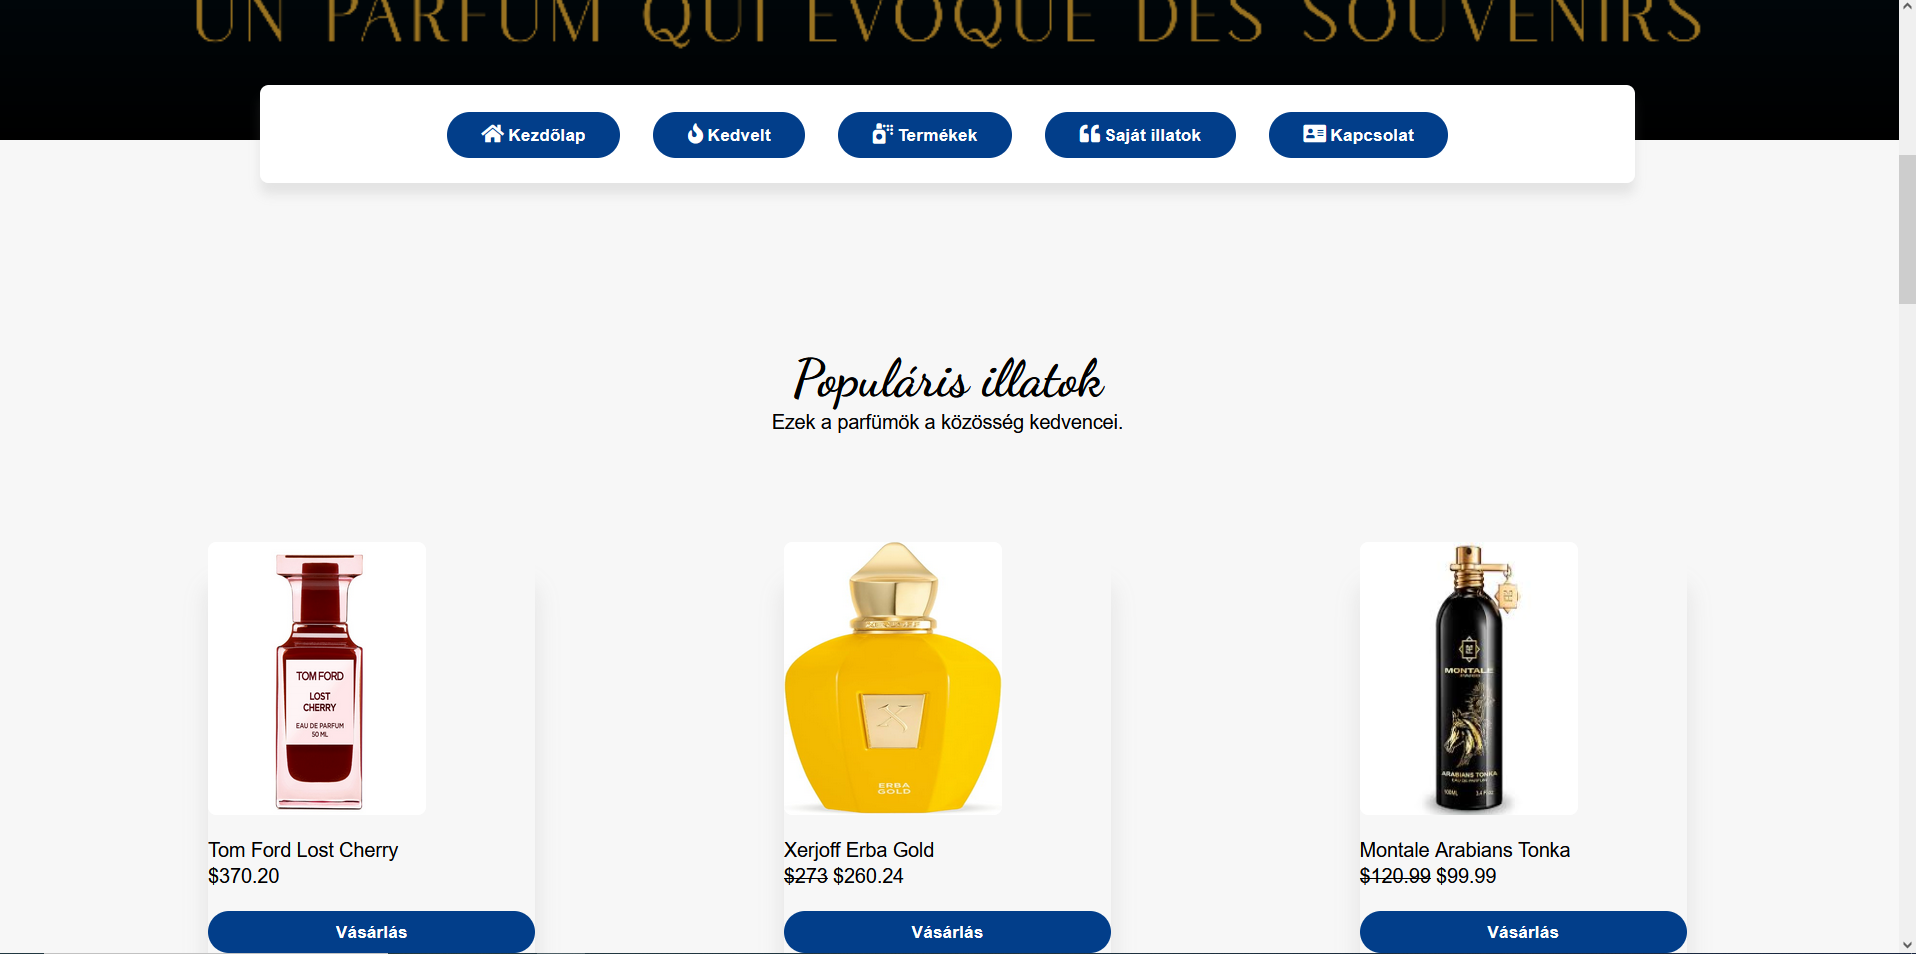 UN PARFUM QUI ÉVOQUE DES SOUVENIRS
Kezdőlap Kedvelt Termékek Saját illatok Kapcsolat
Populáris illatok
Ezek a parfümök a közösség kedvencei.
TOM FORD
LOST
CHERRY
EAU DE PARFUM
50 ML
ERBA
GOLD
MONTALE
ARABIANS TONKA
EAU DE PARFUM
100ML
Tom Ford Lost Cherry
$370.20
Vásárlás
Xerjoff Erba Gold
$273 $260.24
Vásárlás
Montale Arabians Tonka
$120.99 $99.99
Vásárlás